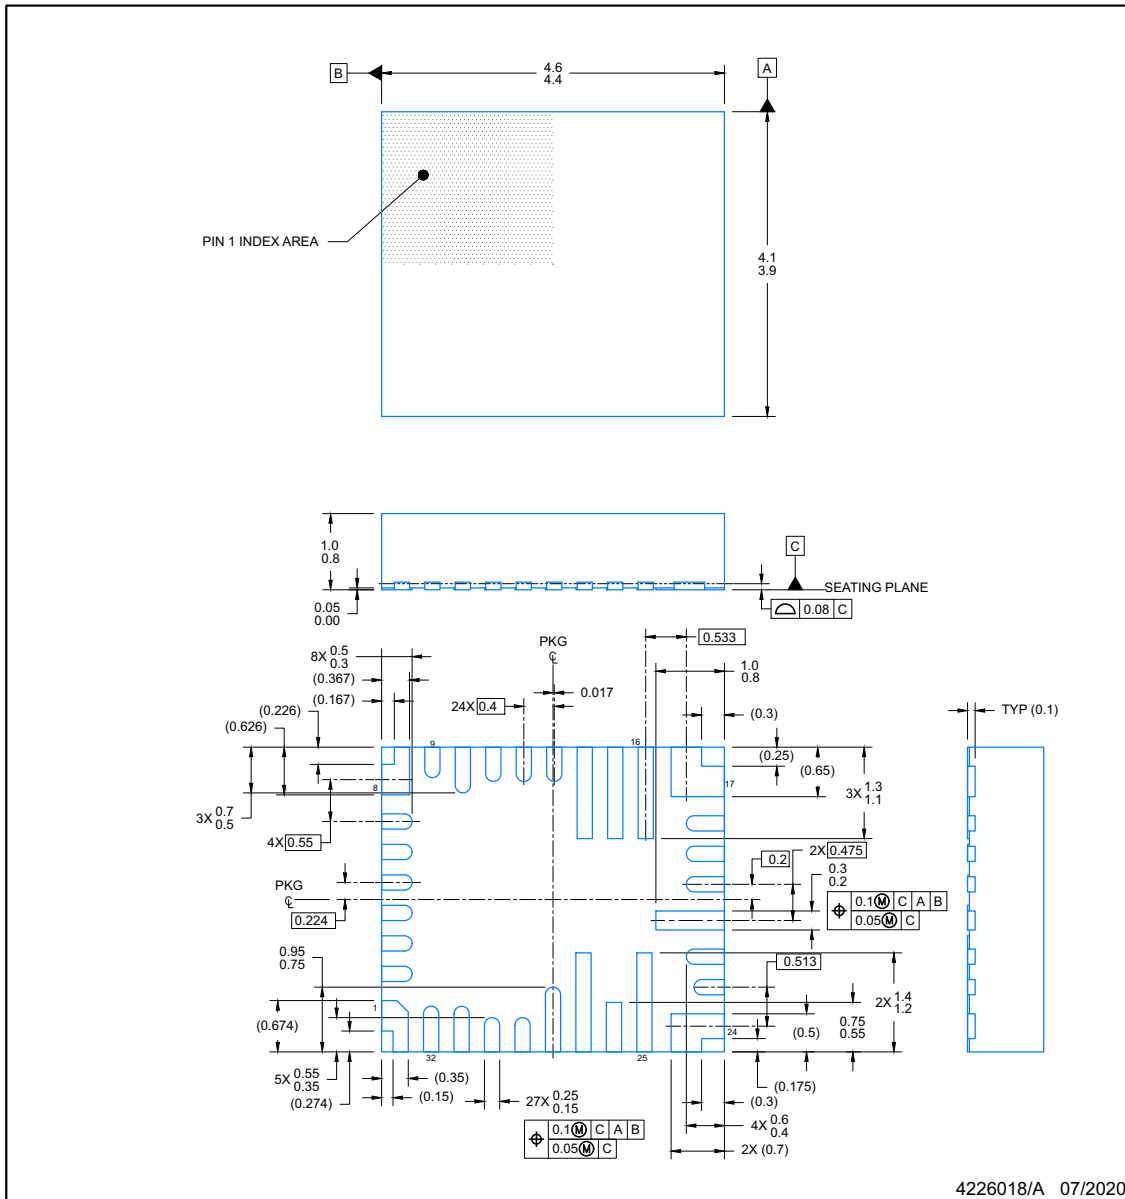 B
4.6
4.4
A
PIN 1 INDEX AREA
4.1
3.9
1.0
0.8
C
0.05
0.00
SEATING PLANE
0.08 C
PKG
℄
0.533
8X 0.5
0.3
(0.367)
(0.167)
1.0
0.8
0.017
24X 0.4
TYP (0.1)
(0.226)
(0.626)
(0.3)
(0.25)
(0.65)
9
16
8
17
3X 1.3
1.1
3X 0.7
0.5
4X 0.55
PKG
℄
0.224
0.2
2X 0.475
0.3
0.2
⌖ 0.1Ⓜ C A B
0.05Ⓜ C
0.95
0.75
0.513
(0.674)
1
2X 1.4
1.2
0.75
0.55
(0.5)
24
32
25
5X 0.55
0.35
(0.274)
(0.35)
(0.15)
27X 0.25
0.15
(0.175)
(0.3)
4X 0.6
0.4
2X (0.7)
⌖ 0.1Ⓜ C A B
0.05Ⓜ C
4226018/A 07/2020